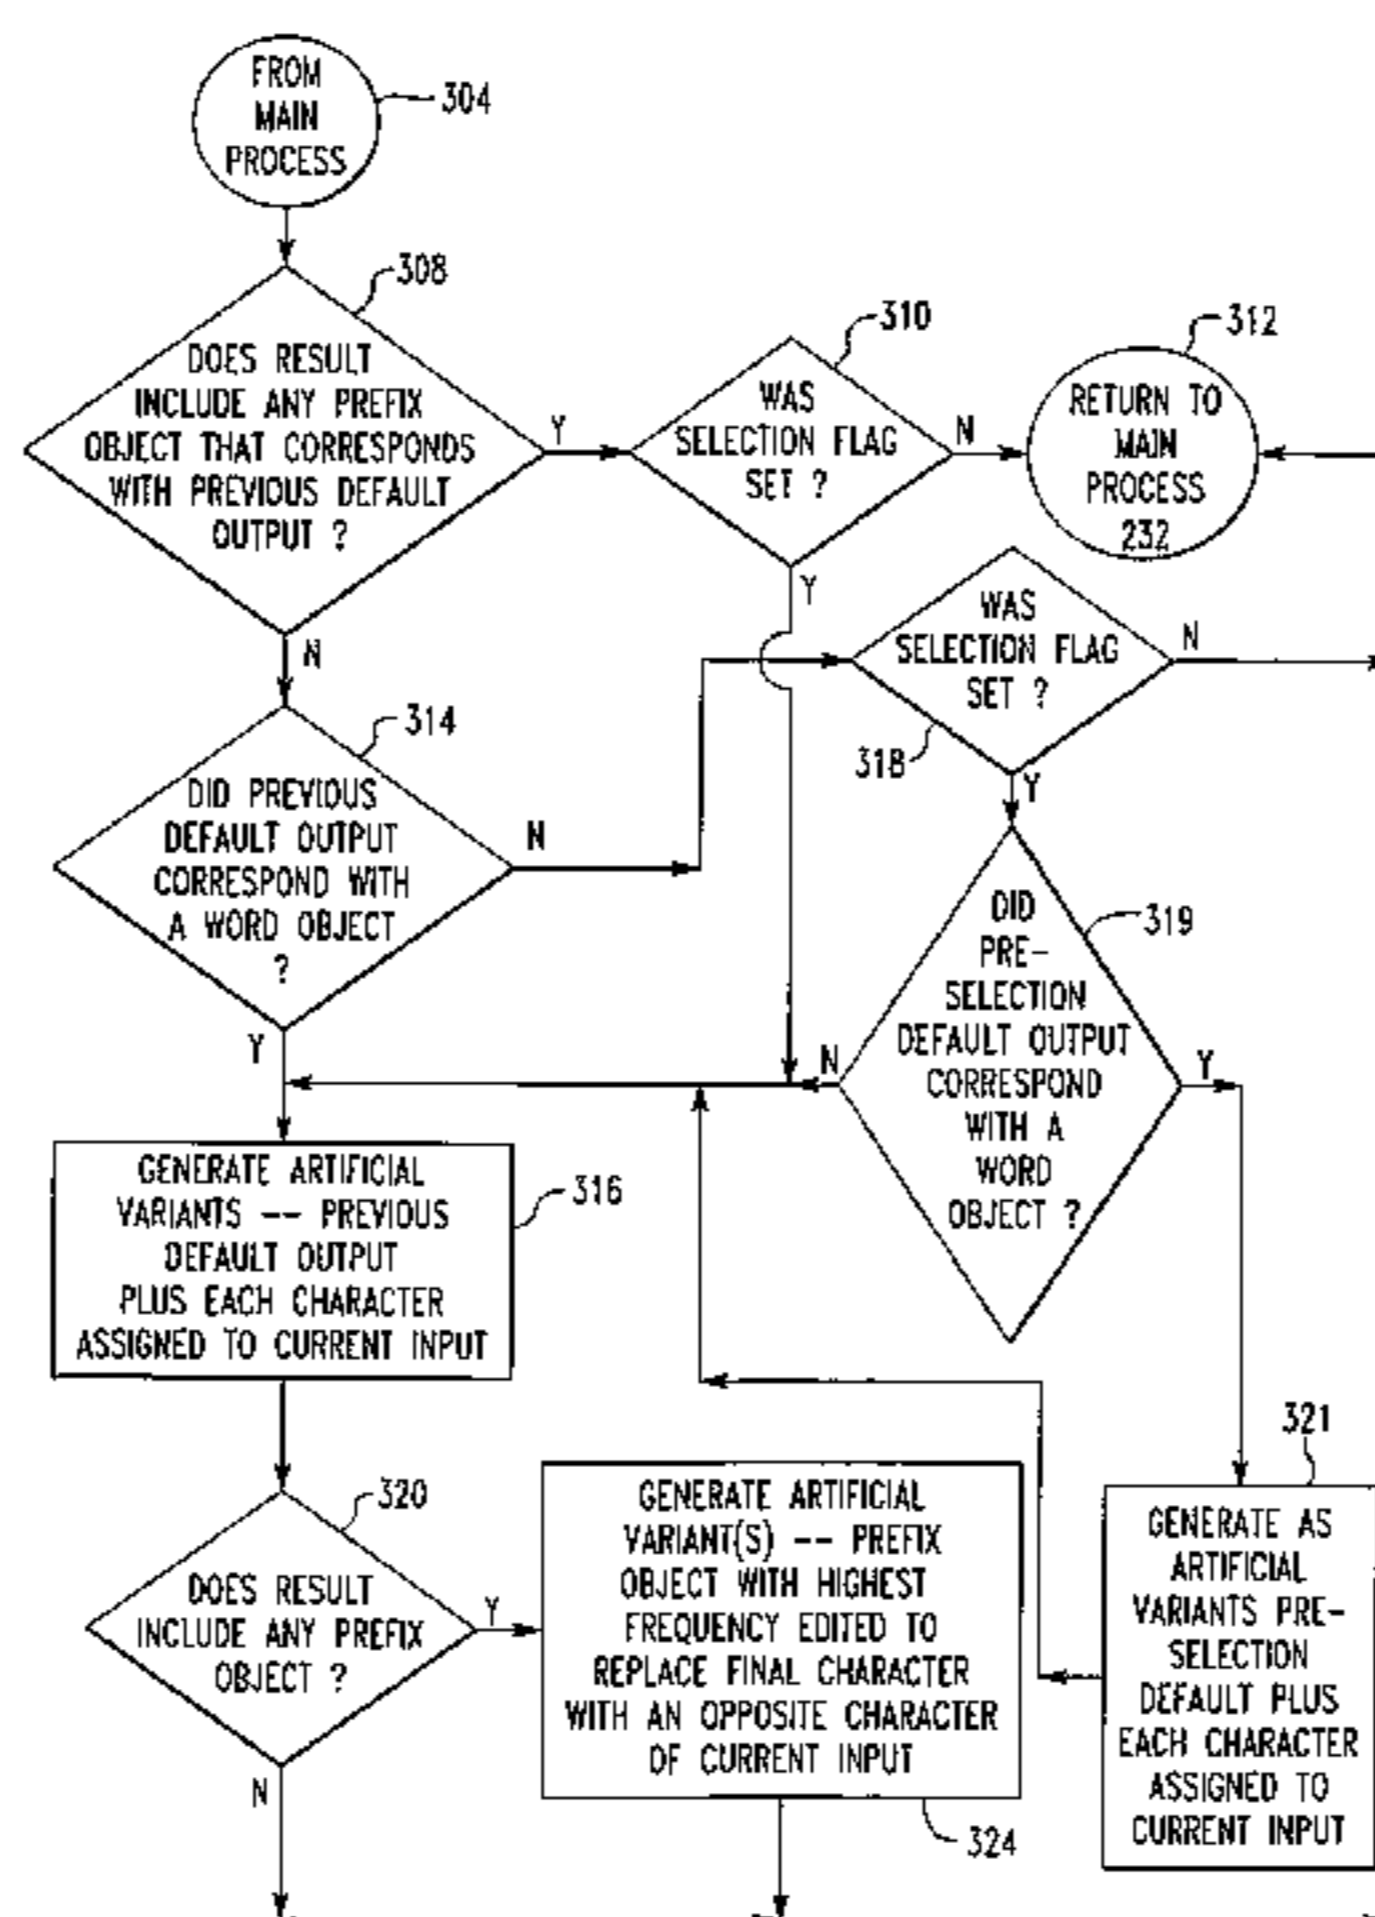 FROM
MAIN
PROCESS
304
308
DOES RESULT
INCLUDE ANY PREFIX
OBJECT THAT CORRESPONDS
WITH PREVIOUS DEFAULT
OUTPUT ?
Y
N
310
WAS
SELECTION FLAG
SET ?
N
Y
312
RETURN TO
MAIN
PROCESS
232
314
DID PREVIOUS
DEFAULT OUTPUT
CORRESPOND WITH
A WORD OBJECT
?
N
Y
WAS
SELECTION FLAG
SET ?
N
318
Y
DID
PRE-
SELECTION
DEFAULT OUTPUT
CORRESPOND
WITH A
WORD
OBJECT ?
319
N
Y
GENERATE ARTIFICIAL
VARIANTS -- PREVIOUS
DEFAULT OUTPUT
PLUS EACH CHARACTER
ASSIGNED TO CURRENT INPUT
316
320
DOES RESULT
INCLUDE ANY PREFIX
OBJECT ?
Y
N
GENERATE ARTIFICIAL
VARIANT(S) -- PREFIX
OBJECT WITH HIGHEST
FREQUENCY EDITED TO
REPLACE FINAL CHARACTER
WITH AN OPPOSITE CHARACTER
OF CURRENT INPUT
324
321
GENERATE AS
ARTIFICIAL
VARIANTS PRE-
SELECTION
DEFAULT PLUS
EACH CHARACTER
ASSIGNED TO
CURRENT INPUT